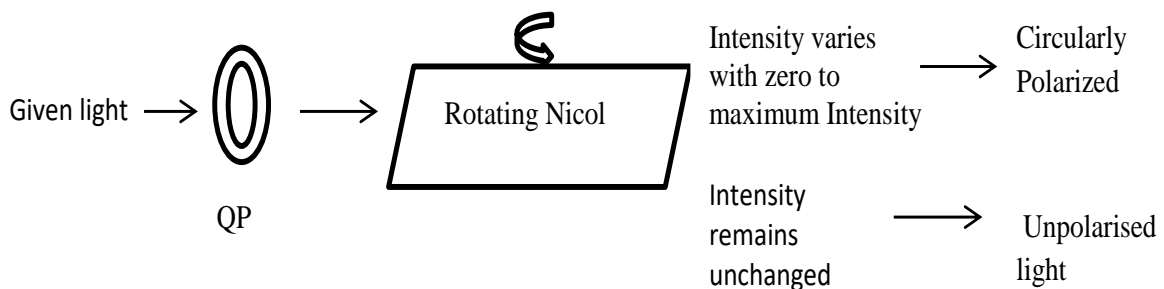 Given light
QP
Rotating Nicol
Intensity varies
with zero to
maximum Intensity
Circularly
Polarized
Intensity
remains
unchanged
Unpolarised
light